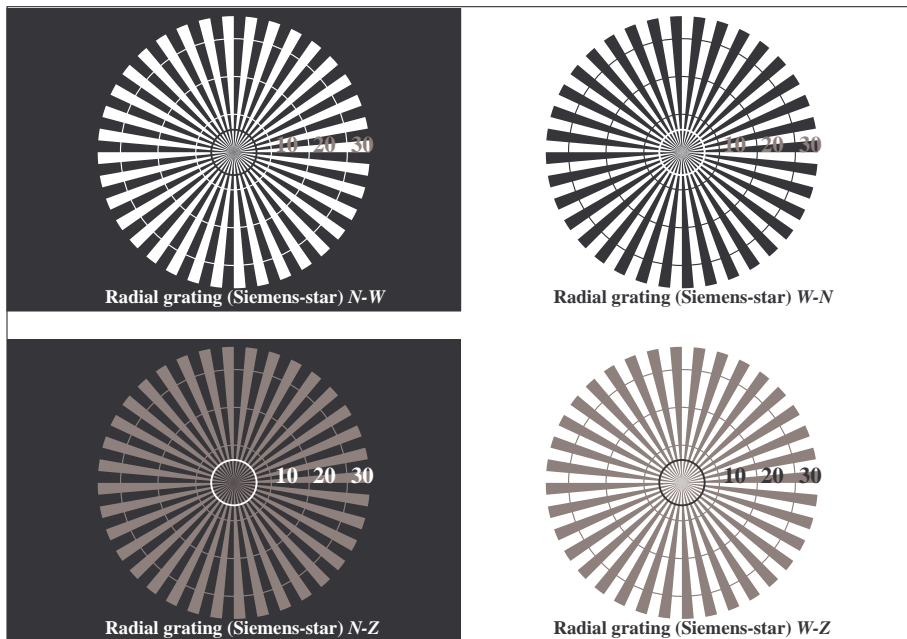 10 20 30
Radial grating (Siemens-star) N-W
10 20 30
Radial grating (Siemens-star) W-N
10 20 30
Radial grating (Siemens-star) N-Z
10 20 30
Radial grating (Siemens-star) W-Z